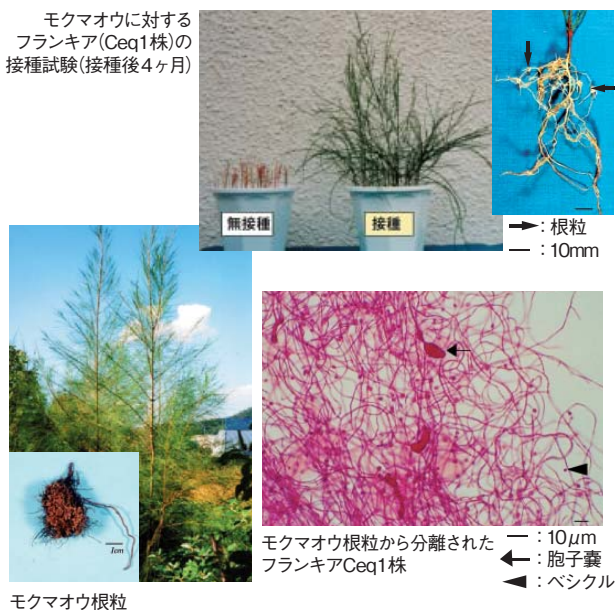 モクマオウに対する
フランキア(Ceq1株)の
接種試験(接種後4ヶ月)
無接種
接種
：根粒
：10mm
1cm
モクマオウ根粒
モクマオウ根粒から分離された
フランキアCeq1株
：10μm
：胞子嚢
：ベシクル